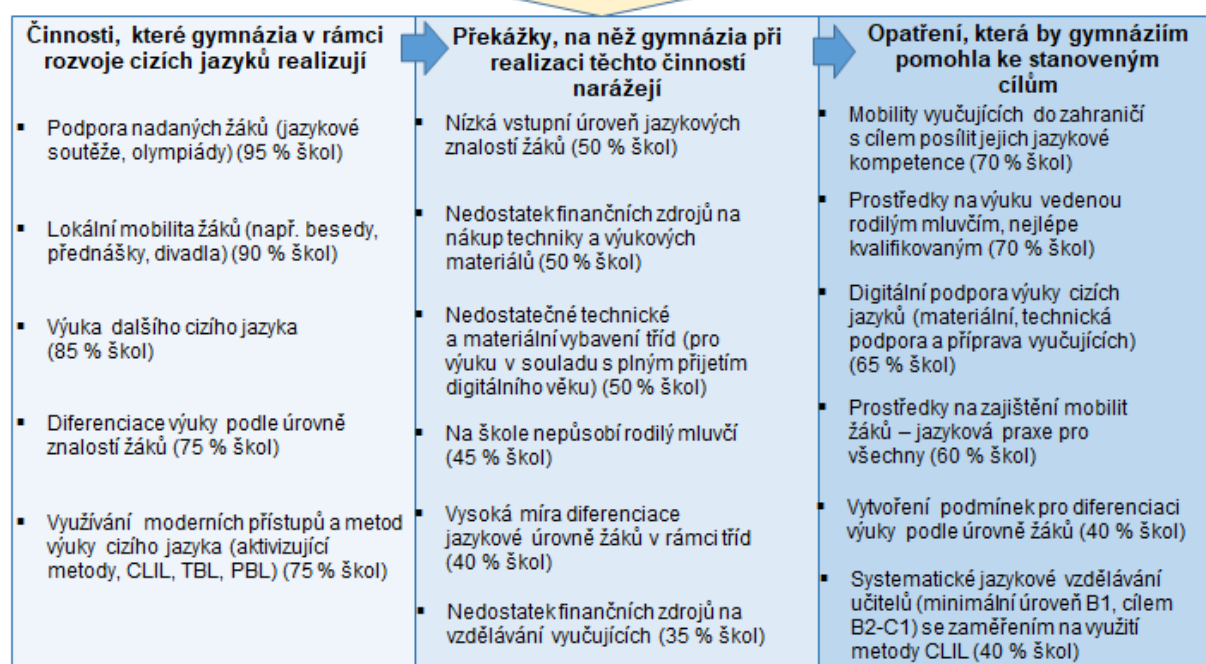 Činnosti, které gymnázia v rámci
rozvoje cizích jazyků realizují
▪ Podpora nadaných žáků (jazykové
soutěže, olympiády) (95 % škol)
▪ Lokální mobilita žáků (např. besedy,
přednášky, divadla) (90 % škol)
▪ Výuka dalšího cizího jazyka
(85 % škol)
▪ Diferenciace výuky podle úrovně
znalostí žáků (75 % škol)
▪ Využívání moderních přístupů a metod
výuky cizího jazyka (aktivizující
metody, CLIL, TBL, PBL) (75 % škol)
Překážky, na něž gymnázia při
realizaci těchto činností
narážejí
▪ Nízká vstupní úroveň jazykových
znalostí žáků (50 % škol)
▪ Nedostatek finančních zdrojů na
nákup techniky a výukových
materiálů (50 % škol)
▪ Nedostatečné technické
a materiální vybavení tříd (pro
výuku v souladu s plným přijetím
digitálního věku) (50 % škol)
▪ Na škole nepůsobí rodilý mluvčí
(45 % škol)
▪ Vysoká míra diferenciace
jazykové úrovně žáků v rámci tříd
(40 % škol)
▪ Nedostatek finančních zdrojů na
vzdělávání vyučujících (35 % škol)
Opatření, která by gymnáziím
pomohla ke stanoveným
cílům
▪ Mobility vyučujících do zahraničí
s cílem posílit jejich jazykové
kompetence (70 % škol)
▪ Prostředky na výuku vedenou
rodilým mluvčím, nejlépe
kvalifikovaným (70 % škol)
▪ Digitální podpora výuky cizích
jazyků (materiální, technická
podpora a příprava vyučujících)
(65 % škol)
▪ Prostředky na zajištění mobilit
žáků – jazyková praxe pro
všechny (60 % škol)
▪ Vytvoření podmínek pro diferenciaci
výuky podle úrovně žáků (40 % škol)
▪ Systematické jazykové vzdělávání
učitelů (minimální úroveň B1, cílem
B2-C1) se zaměřením na využití
metody CLIL (40 % škol)